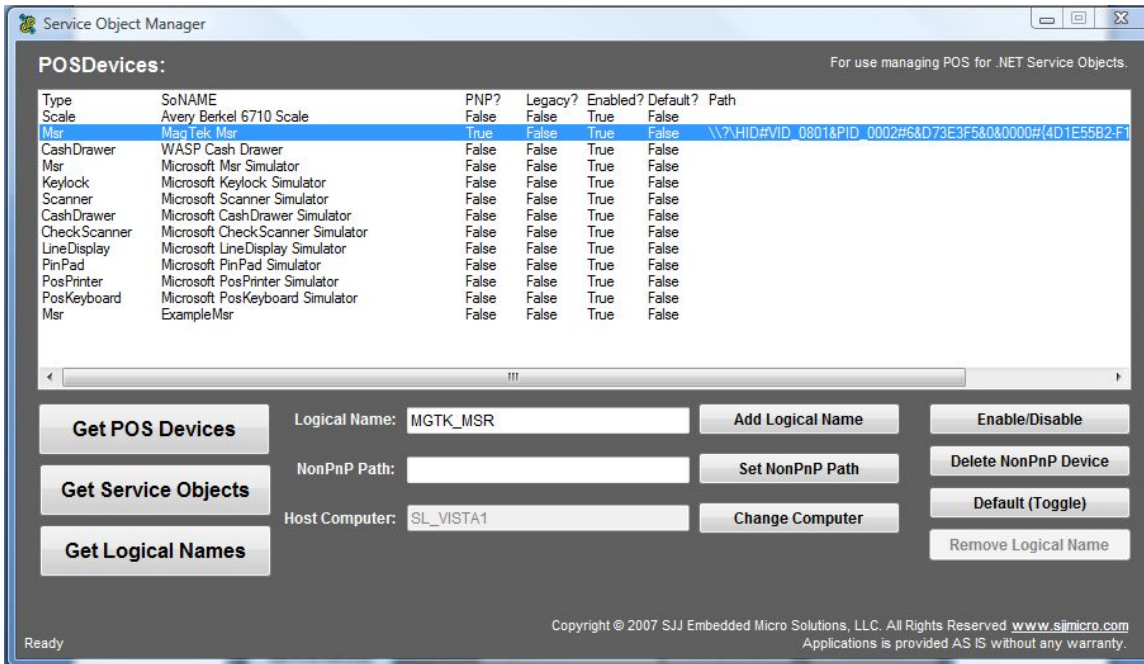 Service Object Manager
POSDevices:
For use managing POS for .NET Service Objects.
Type SoNAME PNP? Legacy? Enabled? Default? Path
Scale Avery Berkel 6710 Scale False False True False
Msr MagTek Msr True False True False \\?\HID#VID_0801&PID_0002#6&D73E3F5&0&0000#{4D1E55B2-F1
CashDrawer WASP Cash Drawer False False True False
Msr Microsoft Msr Simulator False False True False
Keylock Microsoft Keylock Simulator False False True False
Scanner Microsoft Scanner Simulator False False True False
CashDrawer Microsoft CashDrawer Simulator False False True False
CheckScanner Microsoft CheckScanner Simulator False False True False
LineDisplay Microsoft LineDisplay Simulator False False True False
PinPad Microsoft PinPad Simulator False False True False
PosPrinter Microsoft PosPrinter Simulator False False True False
PosKeyboard Microsoft PosKeyboard Simulator False False True False
Msr ExampleMsr False False True False
Get POS Devices
Get Service Objects
Get Logical Names
Logical Name: MGTK_MSR
NonPnP Path:
Host Computer: SL_VISTA1
Add Logical Name
Set NonPnP Path
Change Computer
Enable/Disable
Delete NonPnP Device
Default (Toggle)
Remove Logical Name
Copyright © 2007 SJJ Embedded Micro Solutions, LLC. All Rights Reserved www.sjjmicro.com
Applications is provided AS IS without any warranty.
Ready